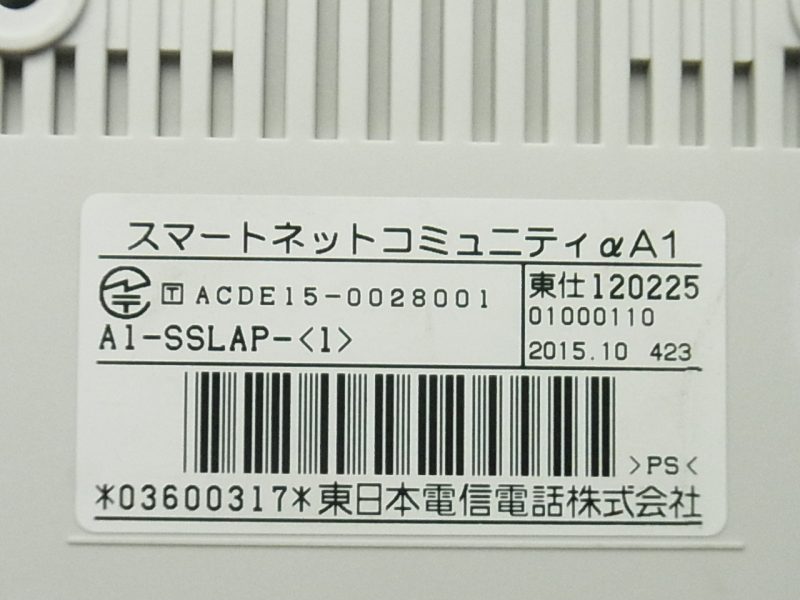 スマートネットコミュニティαA1
T ACDE15-0028001
A1-SSLAP-<1>
東仕120225
01000110
2015.10 423
>PS<
*03600317*東日本電信電話株式会社